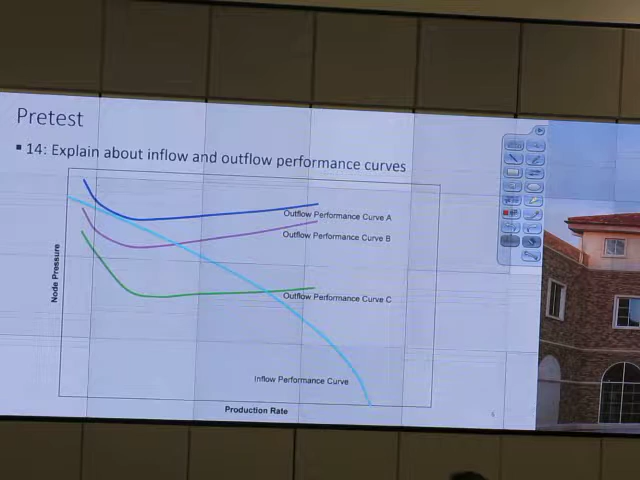 Pretest
▪ 14: Explain about inflow and outflow performance curves
Outflow Performance Curve A
Outflow Performance Curve B
Node Pressure
Outflow Performance Curve C
Inflow Performance Curve
Production Rate